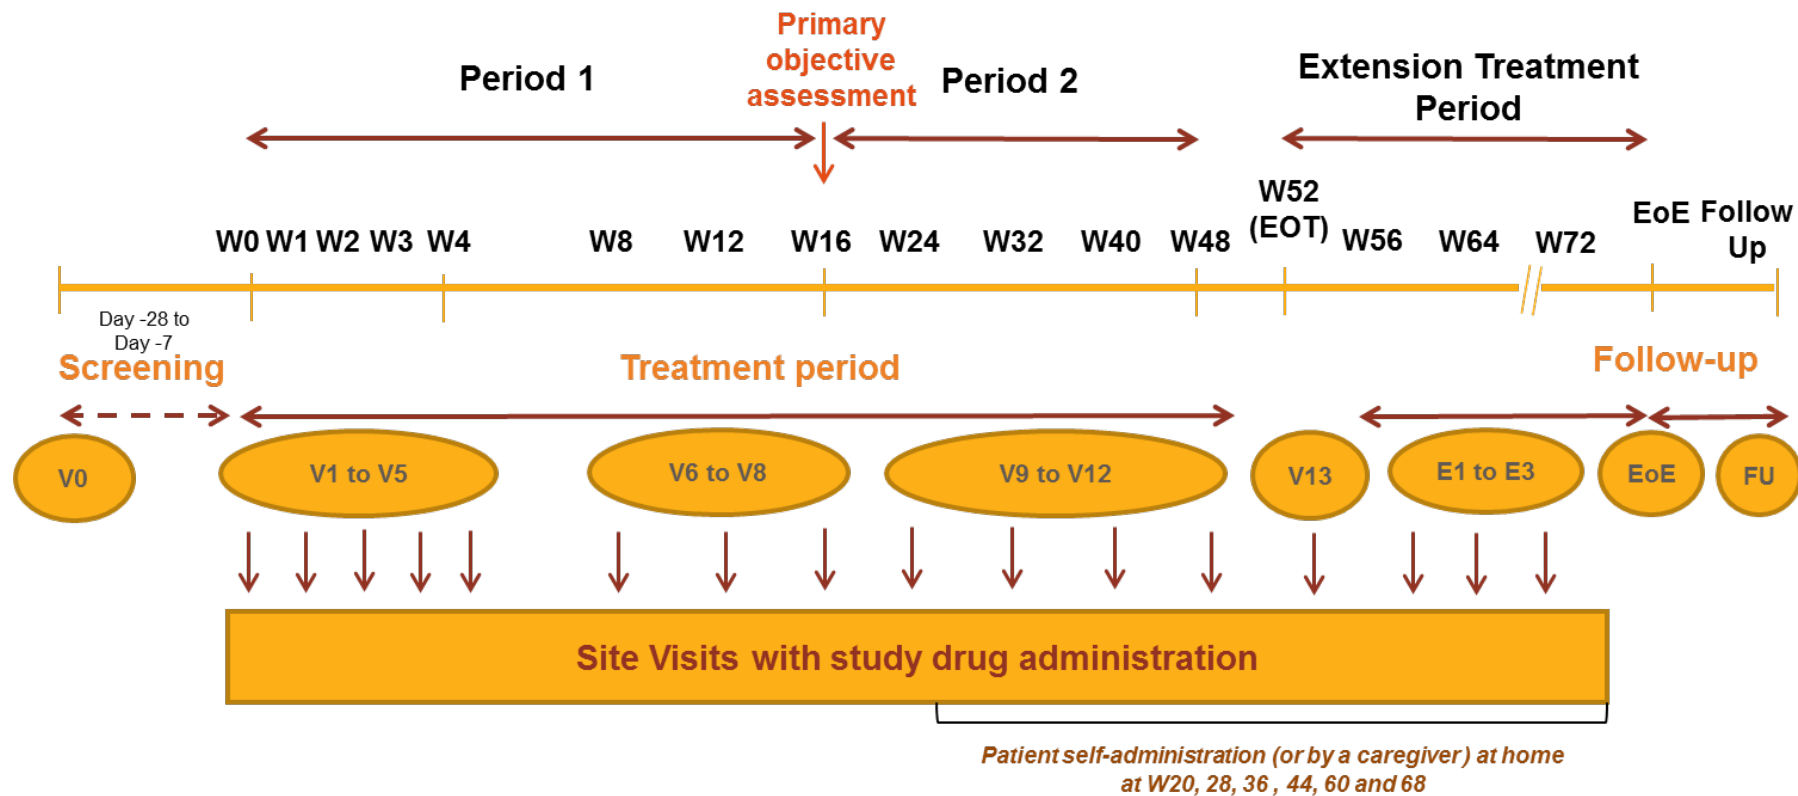 Primary
objective
assessment
Period 1
Period 2
Extension Treatment
Period
W0 W1 W2 W3 W4
W8
W12
W16
W24
W32
W40
W48
W52
(EOT)
W56
W64
W72
EoE
Follow
Up
Day -28 to
Day -7
Screening
Treatment period
Follow-up
V0
V1 to V5
V6 to V8
V9 to V12
V13
E1 to E3
EoE
FU
Site Visits with study drug administration
Patient self-administration (or by a caregiver) at home
at W20, 28, 36 , 44, 60 and 68